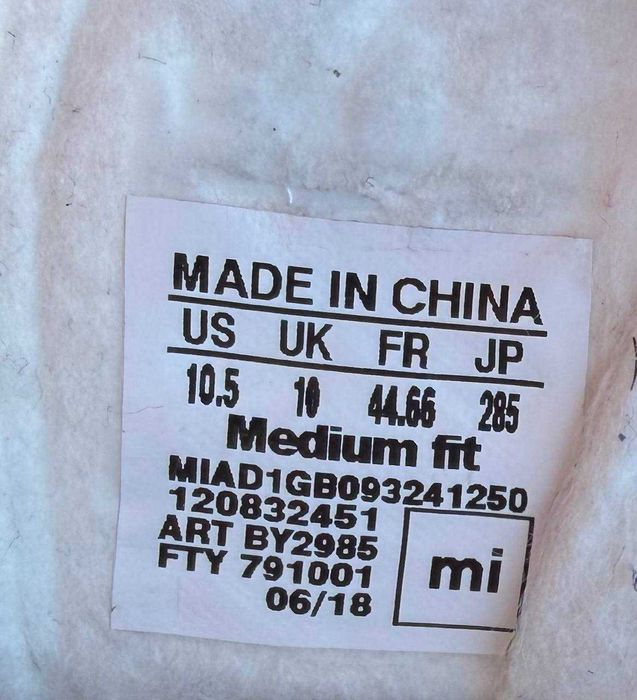 MADE IN CHINA
US UK FR JP
10.5 10 44.66 285
Medium fit
MIAD1GB093241250
120832451
ART BY2985
FTY 791001
06/18
mi